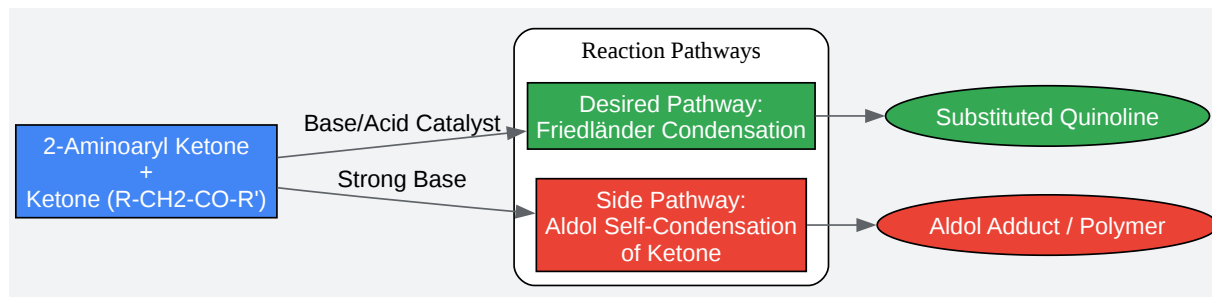 Reaction Pathways
2-Aminoaryl Ketone
+
Ketone (R-CH2-CO-R')
Base/Acid Catalyst
Strong Base
Desired Pathway:
Friedländer Condensation
Substituted Quinoline
Side Pathway:
Aldol Self-Condensation
of Ketone
Aldol Adduct / Polymer